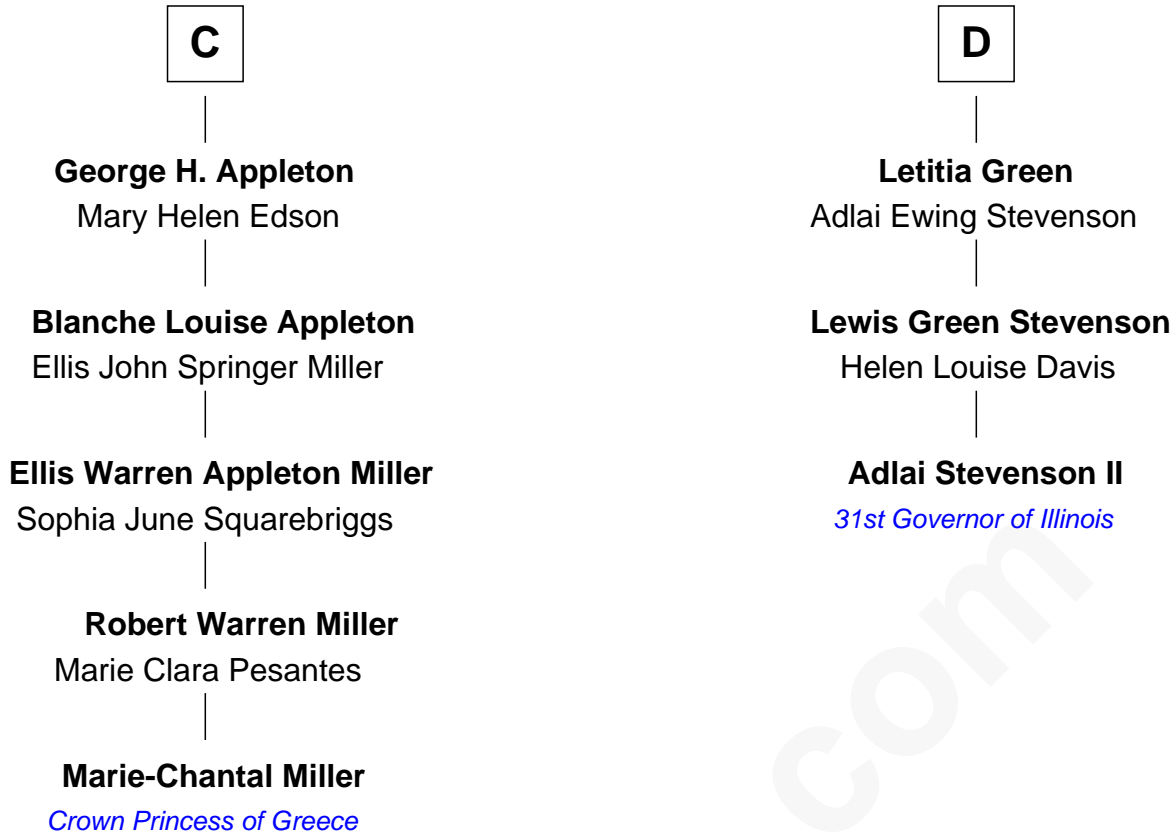 C
George H. Appleton
Mary Helen Edson
Blanche Louise Appleton
Ellis John Springer Miller
Ellis Warren Appleton Miller
Sophia June Squarebriggs
Robert Warren Miller
Marie Clara Pesantes
Marie-Chantal Miller
Crown Princess of Greece
D
Letitia Green
Adlai Ewing Stevenson
Lewis Green Stevenson
Helen Louise Davis
Adlai Stevenson II
31st Governor of Illinois
com